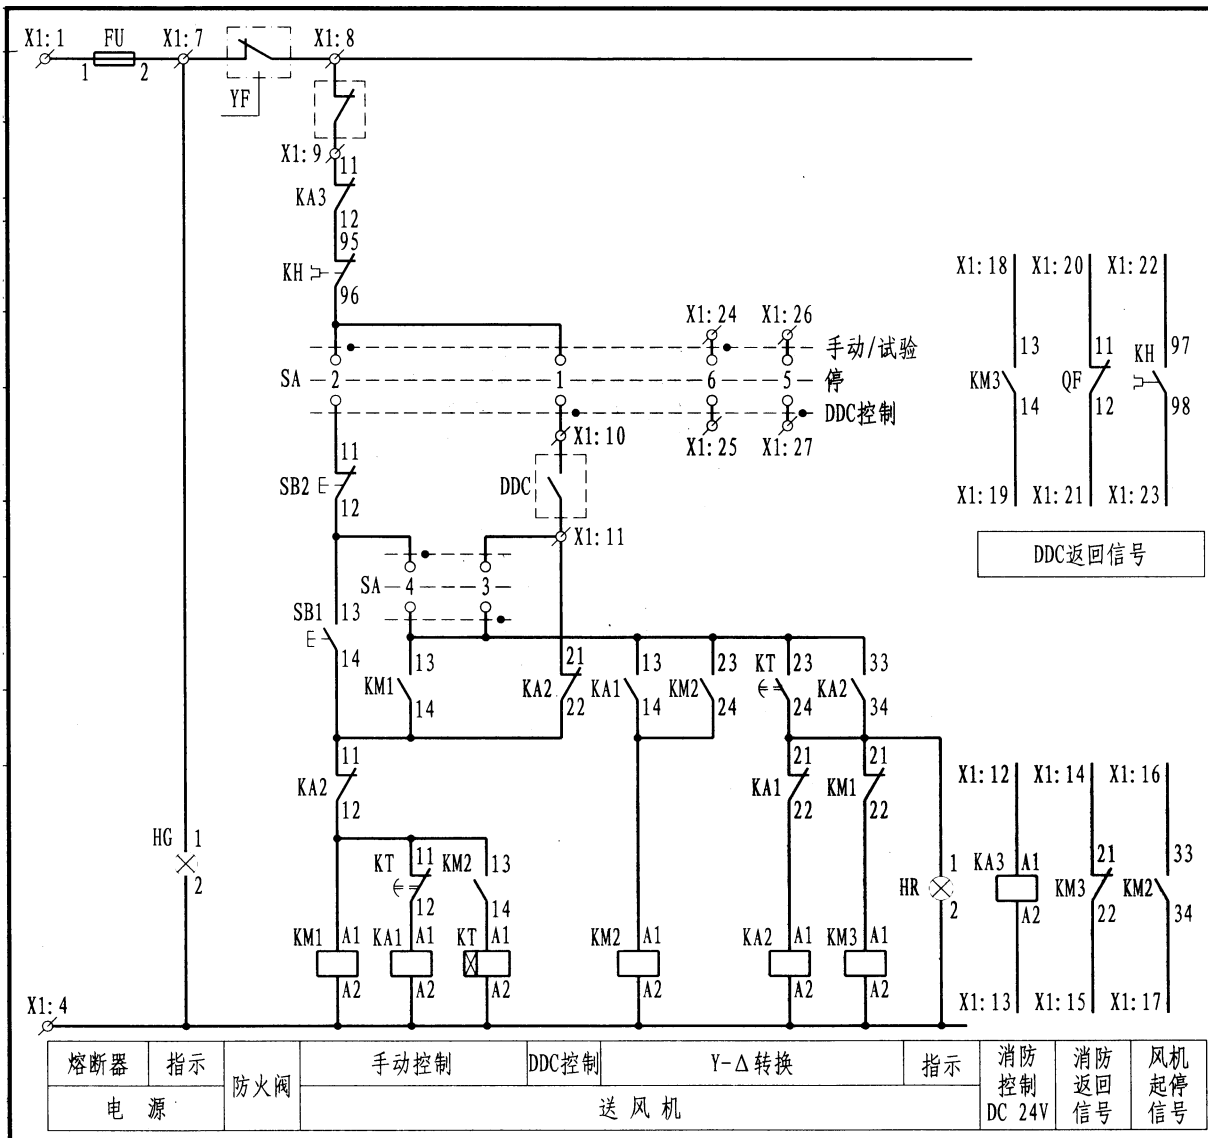 X1:1 FU X1:7 X1:8
1 2
YF
X1:9 11
KA3
12
95
KH
96
X1:18 X1:20 X1:22
X1:24 X1:26
手动/试验
13 11 KH 97
SA 2 1 6 5 停
KM3 QF
14 12 98
DDC控制
X1:10 X1:25 X1:27
11
SB2 DDC
12
X1:19 X1:21 X1:23
X1:11
DDC返回信号
SA 4 3
SB1 13
14 13 21 13 23 KT 23 33
KM1 KA2 KA1 KM2 KA2
14 22 14 24 24 34
11 21 21
KA2 KA1 KM1
12 22 22
X1:12 X1:14 X1:16
HG 1
2
KT 11 KM2 13
12 14
HR 1
2
KA3 A1 21 33
KM3 KM2
A2 22 34
KM1 A1 KA1 A1 KT A1 KM2 A1 KA2 A1 KM3 A1
A2 A2 A2 A2 A2 A2
X1:4
X1:13 X1:15 X1:17
熔断器 指示 防火阀 手动控制 DDC控制 Y-Δ转换 指示
电源 送风机
消防
控制
DC 24V
消防
返回
信号
风机
起停
信号